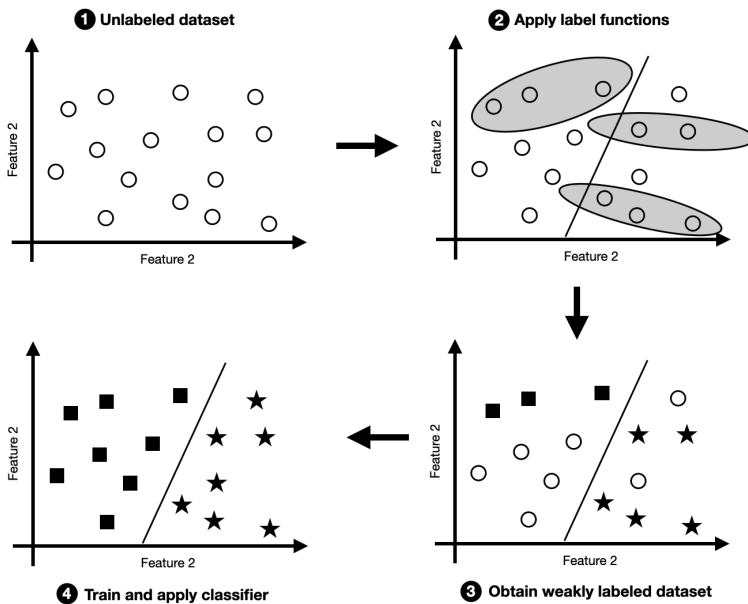 1 Unlabeled dataset
Feature 2
Feature 2
2 Apply label functions
Feature 2
Feature 2
Feature 2
Feature 2
4 Train and apply classifier
Feature 2
Feature 2
3 Obtain weakly labeled dataset